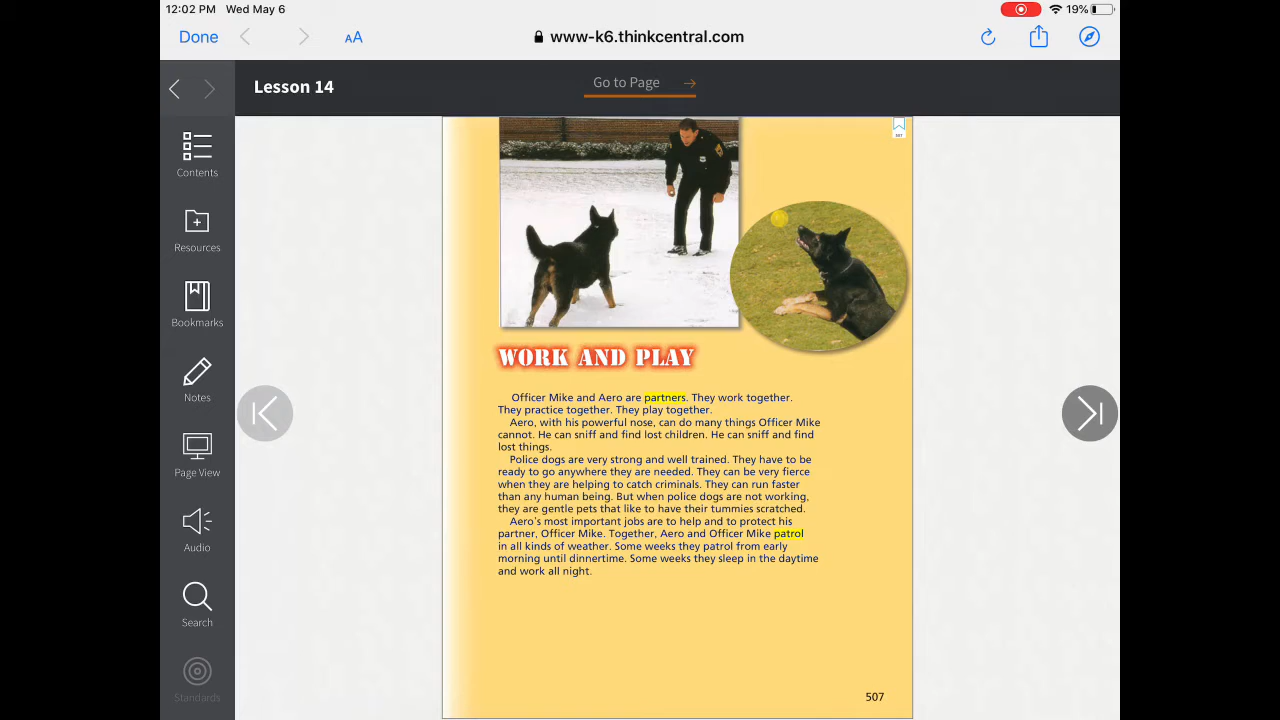 12:02 PM Wed May 6
19%
Done
AA
www-k6.thinkcentral.com
Lesson 14
Go to Page
Contents
Resources
Bookmarks
Notes
Page View
Audio
Search
Standards
507
WORK AND PLAY
Officer Mike and Aero are partners. They work together.
They practice together. They play together.
Aero, with his powerful nose, can do many things Officer Mike
cannot. He can sniff and find lost children. He can sniff and find
lost things.
Police dogs are very strong and well trained. They have to be
ready to go anywhere they are needed. They can be very fierce
when they are helping to catch criminals. They can run faster
than any human being. But when police dogs are not working,
they are gentle pets that like to have their tummies scratched.
Aero's most important jobs are to help and to protect his
partner, Officer Mike. Together, Aero and Officer Mike patrol
in all kinds of weather. Some weeks they patrol from early
morning until dinnertime. Some weeks they sleep in the daytime
and work all night.
507